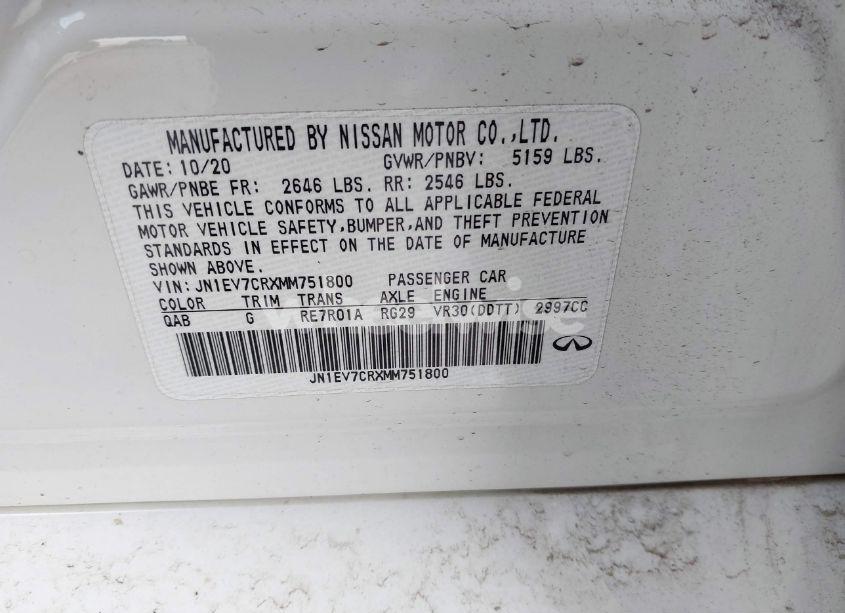 MANUFACTURED BY NISSAN MOTOR CO.,LTD.
DATE: 10/20 GVWR/PNBV: 5159 LBS.
GAWR/PNBE FR: 2646 LBS. RR: 2546 LBS.
THIS VEHICLE CONFORMS TO ALL APPLICABLE FEDERAL
MOTOR VEHICLE SAFETY,BUMPER,AND THEFT PREVENTION
STANDARDS IN EFFECT ON THE DATE OF MANUFACTURE
SHOWN ABOVE.
VIN: JN1EV7CRXMM751800 PASSENGER CAR
COLOR TRIM TRANS AXLE ENGINE
QAB G RE7R01A RG29 VR30(DDTT) 2997CC
JN1EV7CRXMM751800